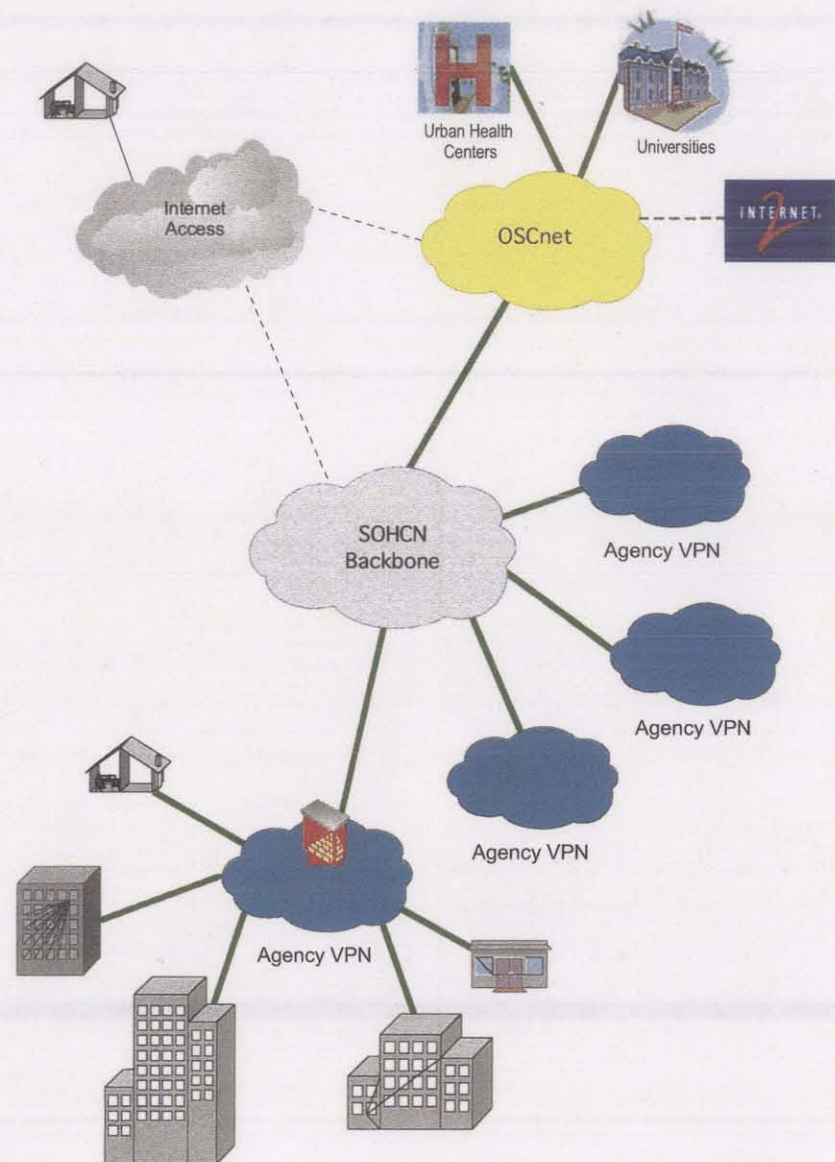 H
Urban Health
Centers
Universities
Internet
Access
OSCnet
INTERNET®
2
SOHCN
Backbone
Agency VPN
Agency VPN
Agency VPN
Agency VPN